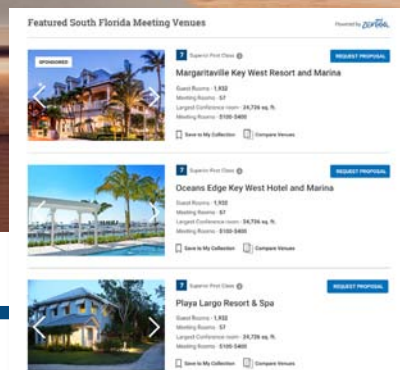 Featured South Florida Meeting Venues
Powered by
SPONSORED
7 Superior First Class
REQUEST PROPOSAL
Margaritaville Key West Resort and Marina
Guest Rooms - 1,932
Meeting Rooms - 57
Largest Conference room - 24,726 sq. ft.
Meeting Rooms - $100-$400
Save to My Collection Compare Venues
7 Superior First Class
REQUEST PROPOSAL
Oceans Edge Key West Hotel and Marina
Guest Rooms - 1,932
Meeting Rooms - 57
Largest Conference room - 24,726 sq. ft.
Meeting Rooms - $100-$400
Save to My Collection Compare Venues
7 Superior First Class
REQUEST PROPOSAL
Playa Largo Resort & Spa
Guest Rooms - 1,932
Meeting Rooms - 57
Largest Conference room - 24,726 sq. ft.
Meeting Rooms - $100-$400
Save to My Collection Compare Venues